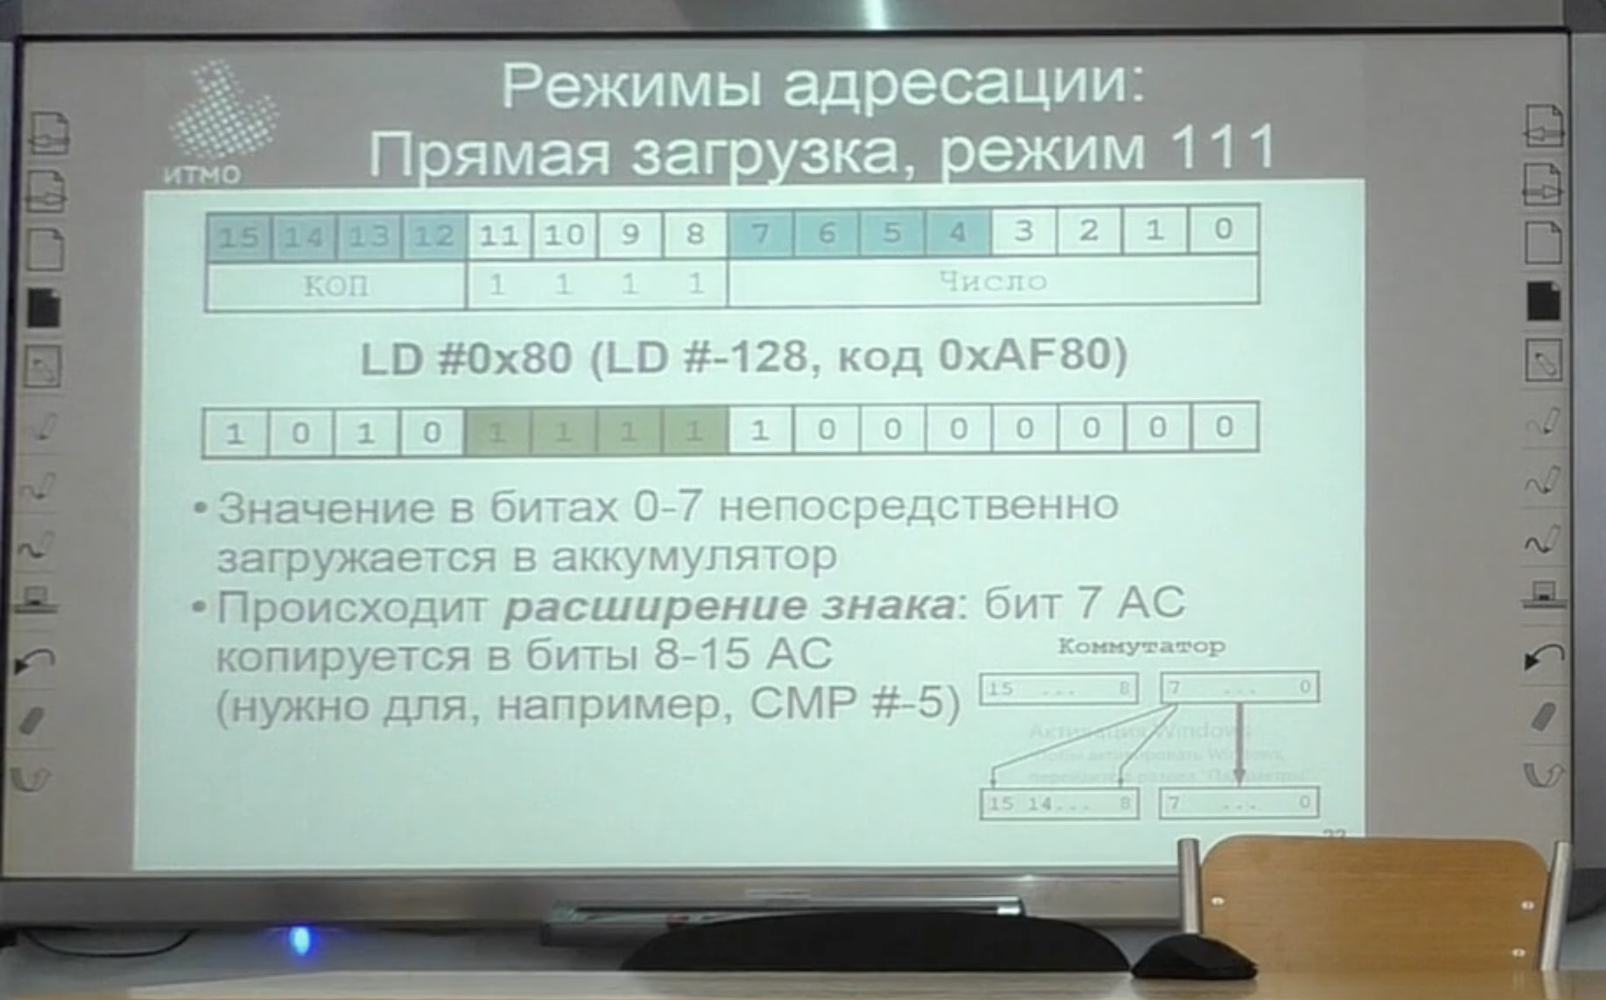 Режимы адресации:
Прямая загрузка, режим 111
ИТМО
15 14 13 12 11 10 9 8 7 6 5 4 3 2 1 0
КОП 1 1 1 1 Число
LD #0x80 (LD #-128, код 0xAF80)
1 0 1 0 1 1 1 1 1 0 0 0 0 0 0 0
• Значение в битах 0-7 непосредственно
загружается в аккумулятор
• Происходит расширение знака: бит 7 АС
копируется в биты 8-15 АС
(нужно для, например, CMP #-5)
Коммутатор
15 ... 8 7 ... 0
Активация Windows
Чтобы активировать Windows,
перейдите в раздел "Параметры"
15 14... 8 7 ... 0